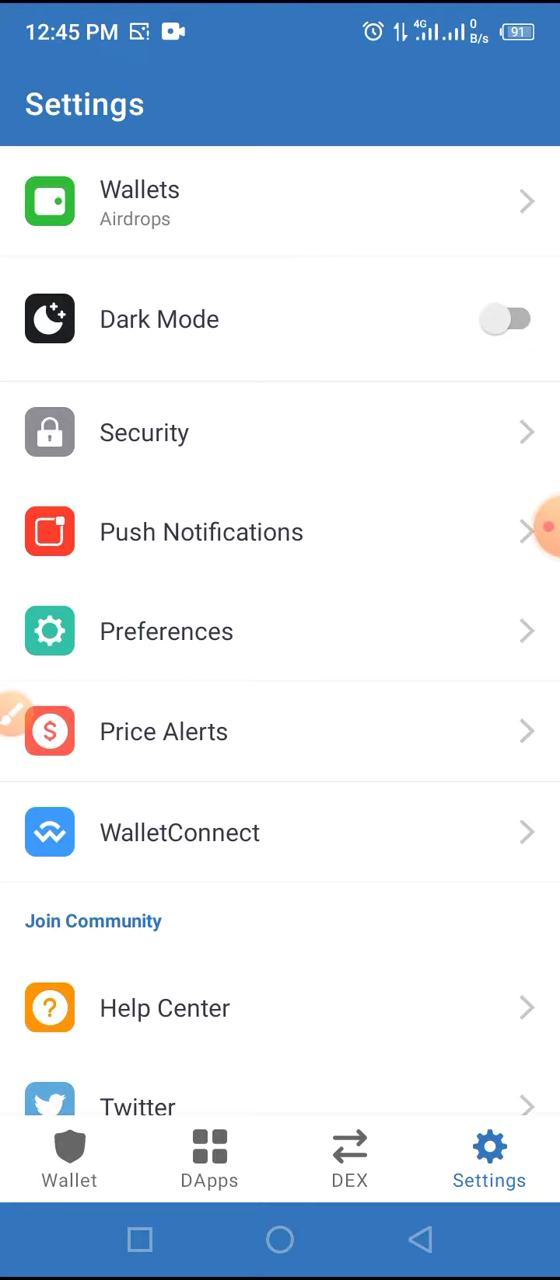 12:45 PM 4G 0 B/s 91
Settings
Wallets
Airdrops
Dark Mode
Security
Push Notifications
Preferences
$ Price Alerts
WalletConnect
Join Community
? Help Center
Twitter
Wallet DApps DEX Settings